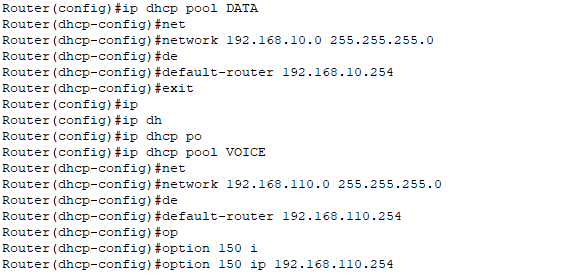 Router(config)#ip dhcp pool DATA
Router(dhcp-config)#net
Router(dhcp-config)#network 192.168.10.0 255.255.255.0
Router(dhcp-config)#de
Router(dhcp-config)#default-router 192.168.10.254
Router(dhcp-config)#exit
Router(config)#ip
Router(config)#ip dh
Router(config)#ip dhcp po
Router(config)#ip dhcp pool VOICE
Router(dhcp-config)#net
Router(dhcp-config)#network 192.168.110.0 255.255.255.0
Router(dhcp-config)#de
Router(dhcp-config)#default-router 192.168.110.254
Router(dhcp-config)#op
Router(dhcp-config)#option 150 i
Router(dhcp-config)#option 150 ip 192.168.110.254